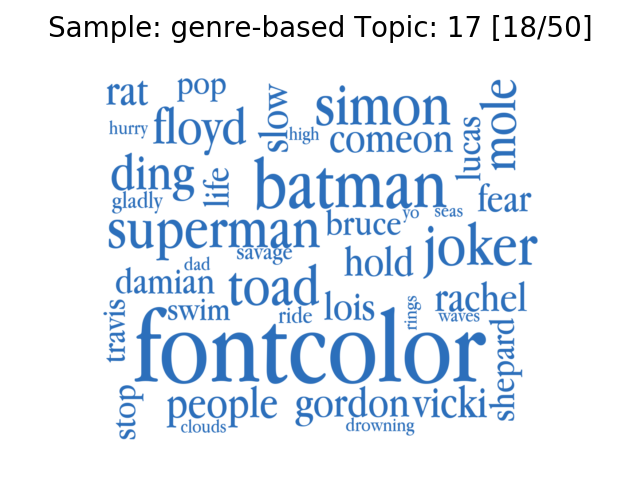 Sample: genre-based Topic: 17 [18/50]
rat pop slow simon mole
hurry floyd high comeon lucas
ding life batman fear
gladly yo seas
superman bruce joker
savage hold
dad
damian toad lois rachel
travis swim ride rings waves
fontcolor shepard
stop people gordon vicki
clouds drowning